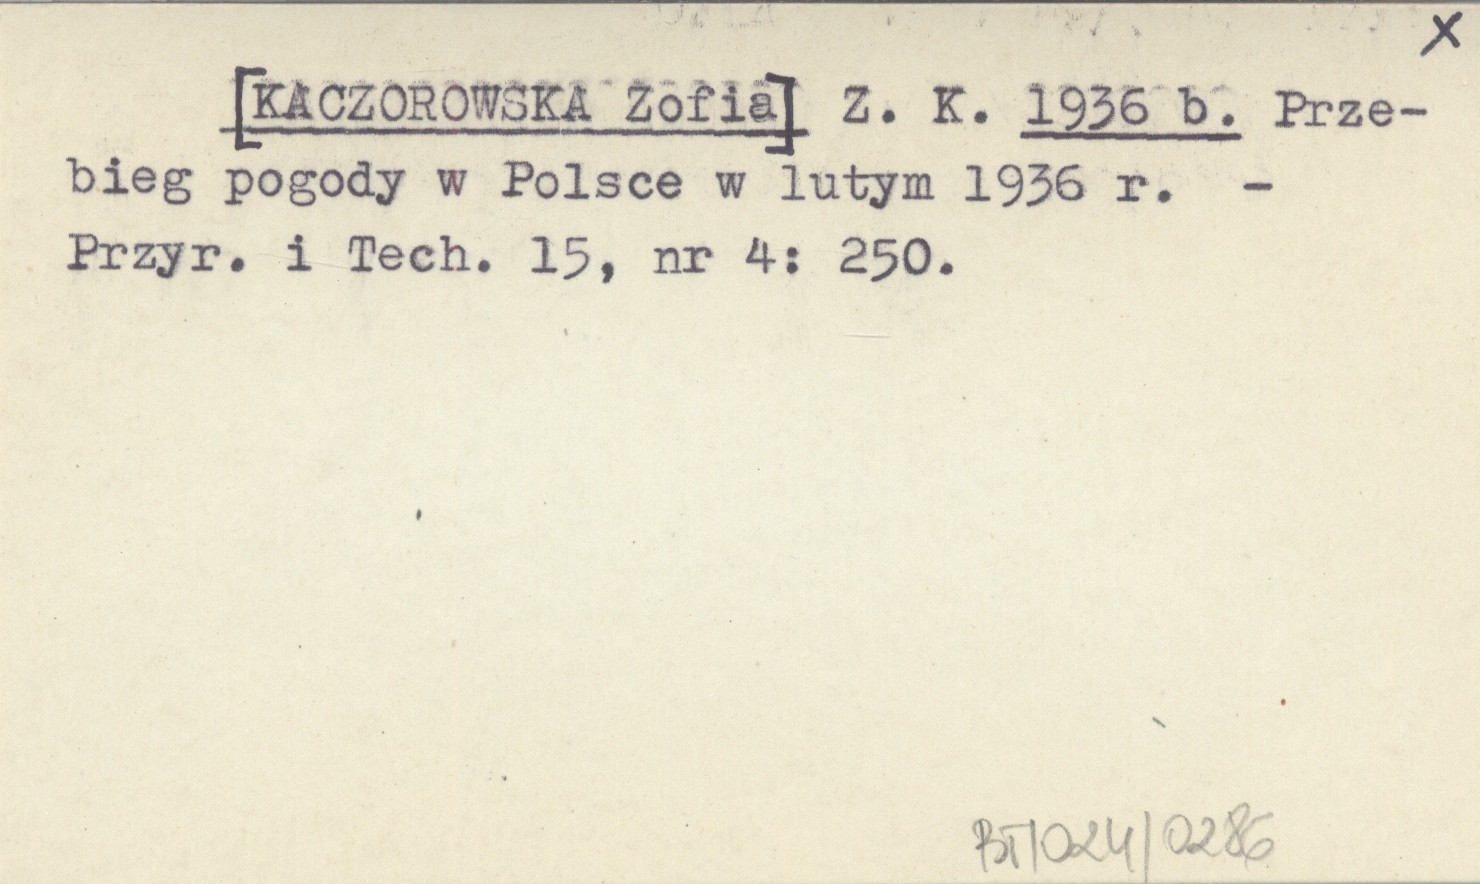 x
[KACZOROWSKA Zofia] Z. K. 1936 b. Prze-
bieg pogody w Polsce w lutym 1936 r. -
Przyr. i Tech. 15, nr 4: 250.
BT/024/0286